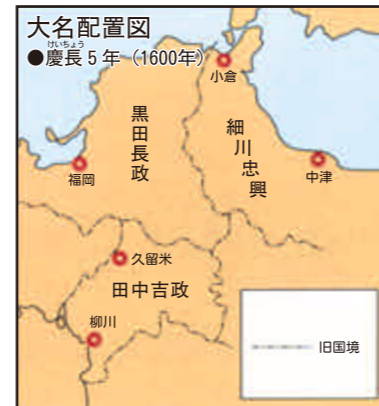 大名配置図
けいちょう
●慶長5年(1600年)
小倉
黒田長政
細川忠興
福岡
中津
久留米
田中吉政
柳川
旧国境